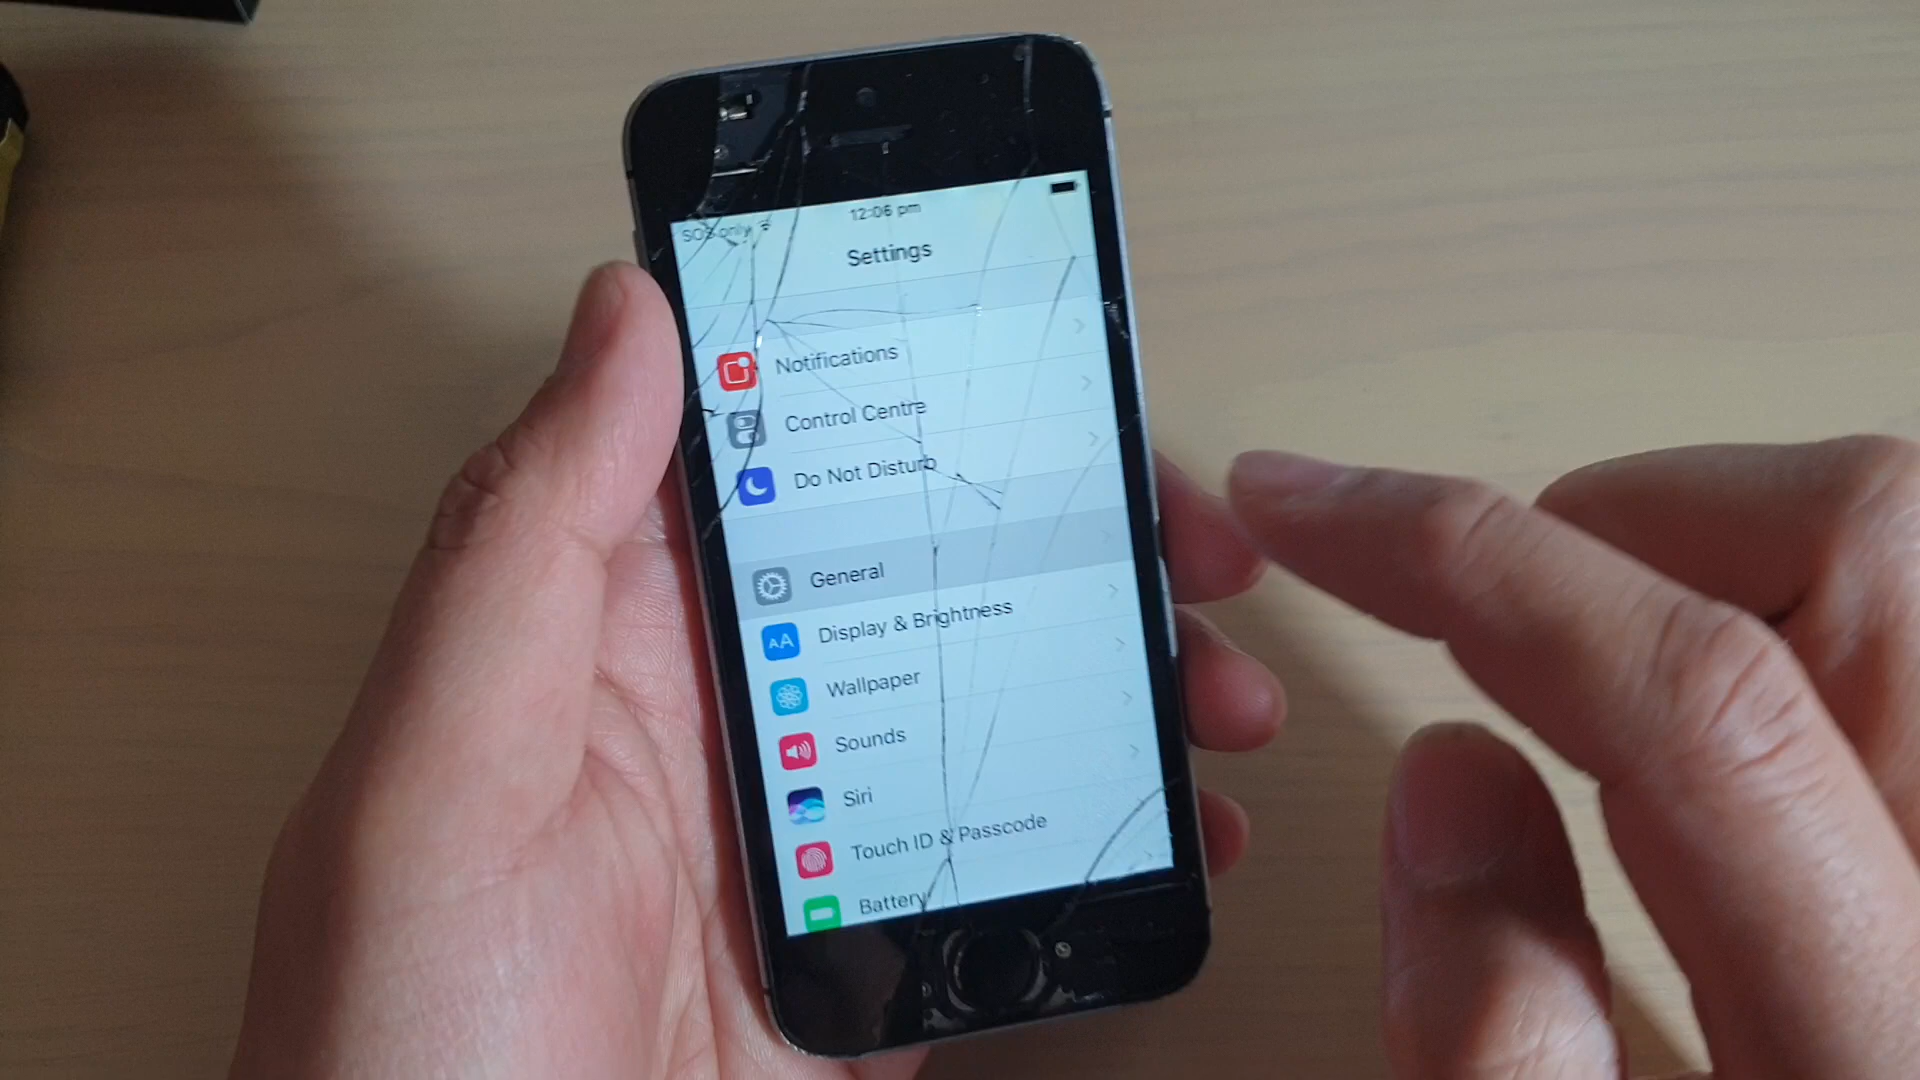 12:06 pm
SOS only
Settings
Notifications
Control Centre
Do Not Disturb
General
AA
Display & Brightness
Wallpaper
Sounds
Siri
Touch ID & Passcode
Battery